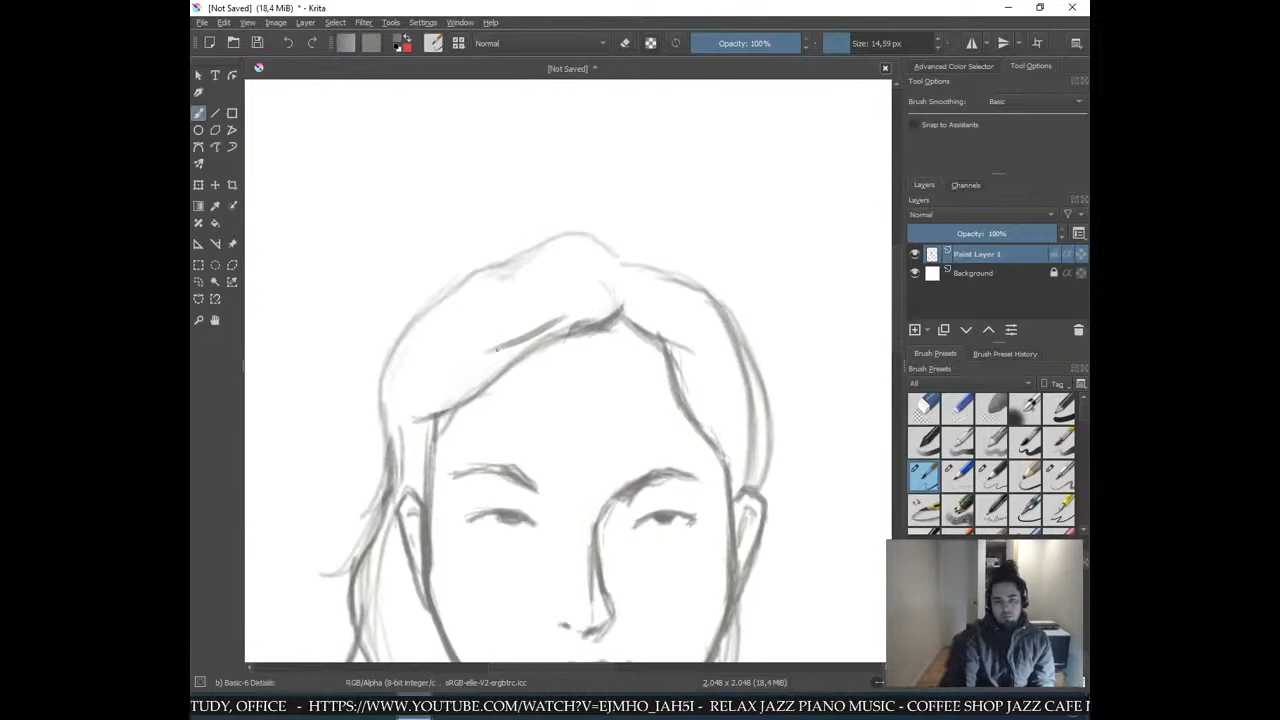 [Not Saved] (18,4 MiB) * - Krita
File Edit View Image Layer Select Filter Tools Settings Window Help
Normal
Opacity: 100%
Size: 14,59 px
[Not Saved] *
Advanced Color Selector
Tool Options
Tool Options
Brush Smoothing:
Basic
Snap to Assistants
Layers
Channels
Layers
Normal
Opacity: 100%
Paint Layer 1
Background
Brush Presets
Brush Preset History
Brush Presets
All
Tag
b) Basic-6 Details
RGB/Alpha (8-bit integer/c... sRGB-elle-V2-srgbtrc.icc
2.048 x 2.048 (18,4 MiB)
TUDY, OFFICE - HTTPS://WWW.YOUTUBE.COM/WATCH?V=EJMHO_IAH5I - RELAX JAZZ PIANO MUSIC - COFFEE SHOP JAZZ CAFE